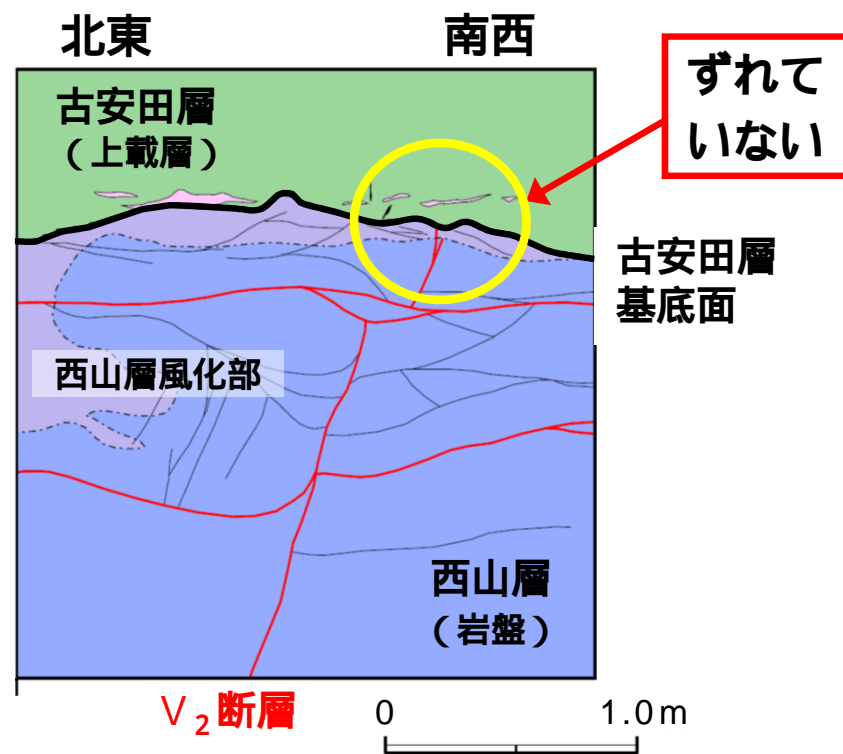 北東
南西
ずれて
いない
古安田層
（上載層）
古安田層
基底面
西山層風化部
西山層
（岩盤）
V₂断層
0
1.0m